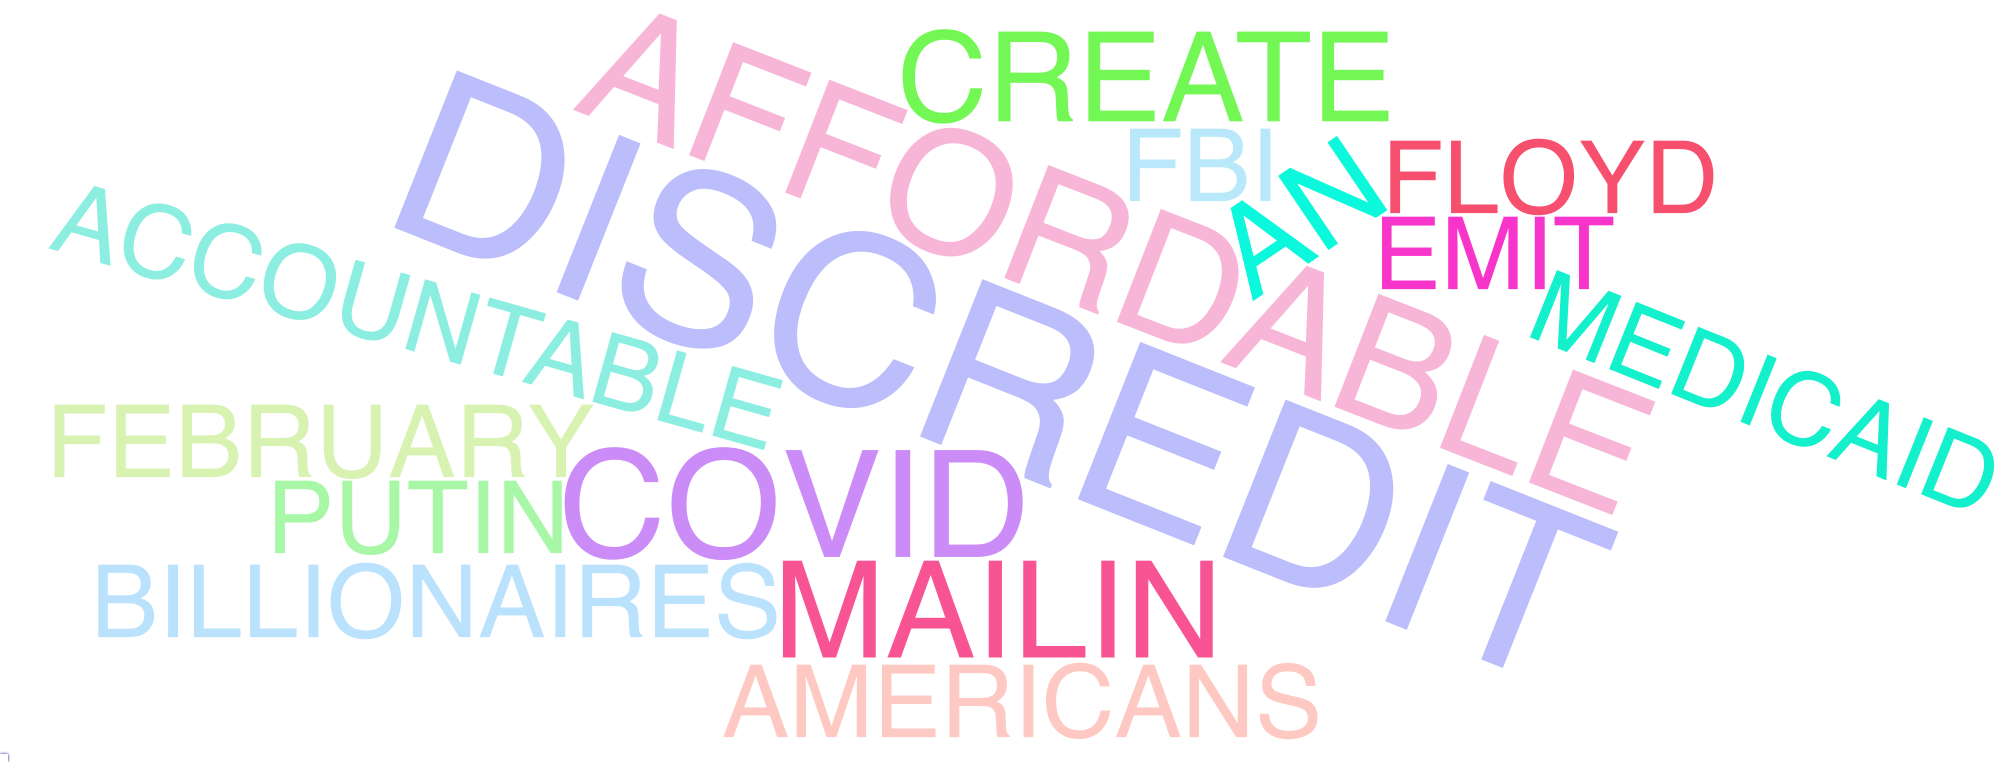 CREATE
AFFORDABLE
DISCREDIT
FBI
AN
FLOYD
EMIT
ACCOUNTABLE
MEDICAID
FEBRUARY
COVID
PUTIN
BILLIONAIRES
MAILIN
AMERICANS